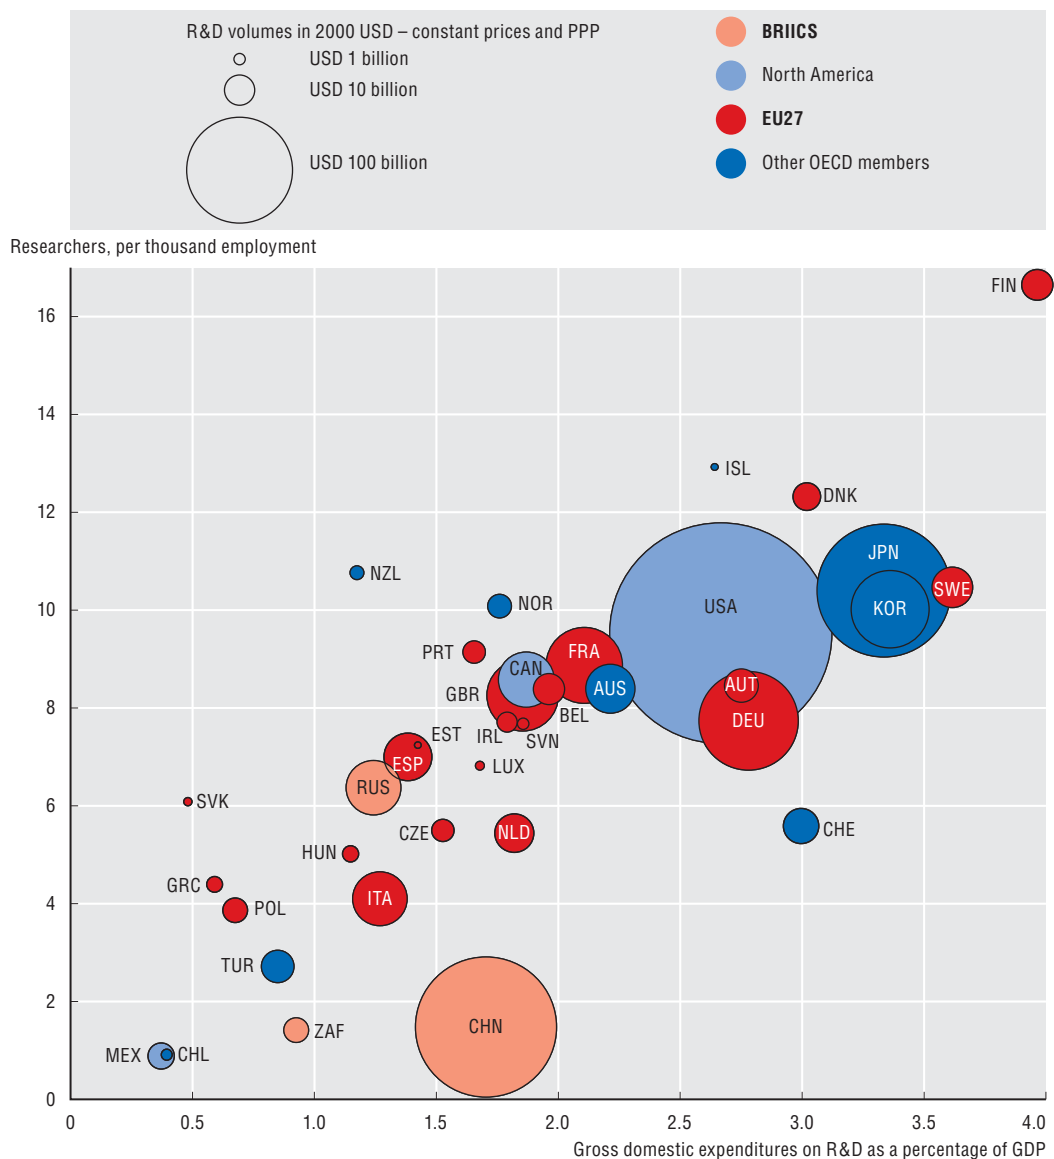 R&D volumes in 2000 USD – constant prices and PPP
USD 1 billion
USD 10 billion
USD 100 billion
BRIICS
North America
EU27
Other OECD members
Researchers, per thousand employment
16
14
12
10
8
6
4
2
0
FIN
ISL
DNK
JPN
NZL
SWE
NOR
USA
KOR
PRT
FRA
CAN
GBR
AUS
AUT
BEL
DEU
IRL
SVN
EST
ESP
LUX
RUS
SVK
CZE
NLD
CHE
HUN
GRC
POL
ITA
TUR
CHN
ZAF
MEX
CHL
0
0.5
1.0
1.5
2.0
2.5
3.0
3.5
4.0
Gross domestic expenditures on R&D as a percentage of GDP